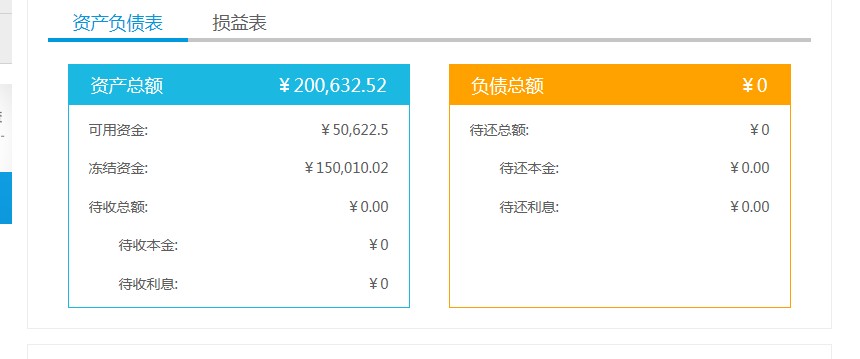 资产负债表 损益表
资产总额 ￥200,632.52
可用资金: ￥50,622.5
冻结资金: ￥150,010.02
待收总额: ￥0.00
待收本金: ￥0
待收利息: ￥0
负债总额 ￥0
待还总额: ￥0
待还本金: ￥0.00
待还利息: ￥0.00